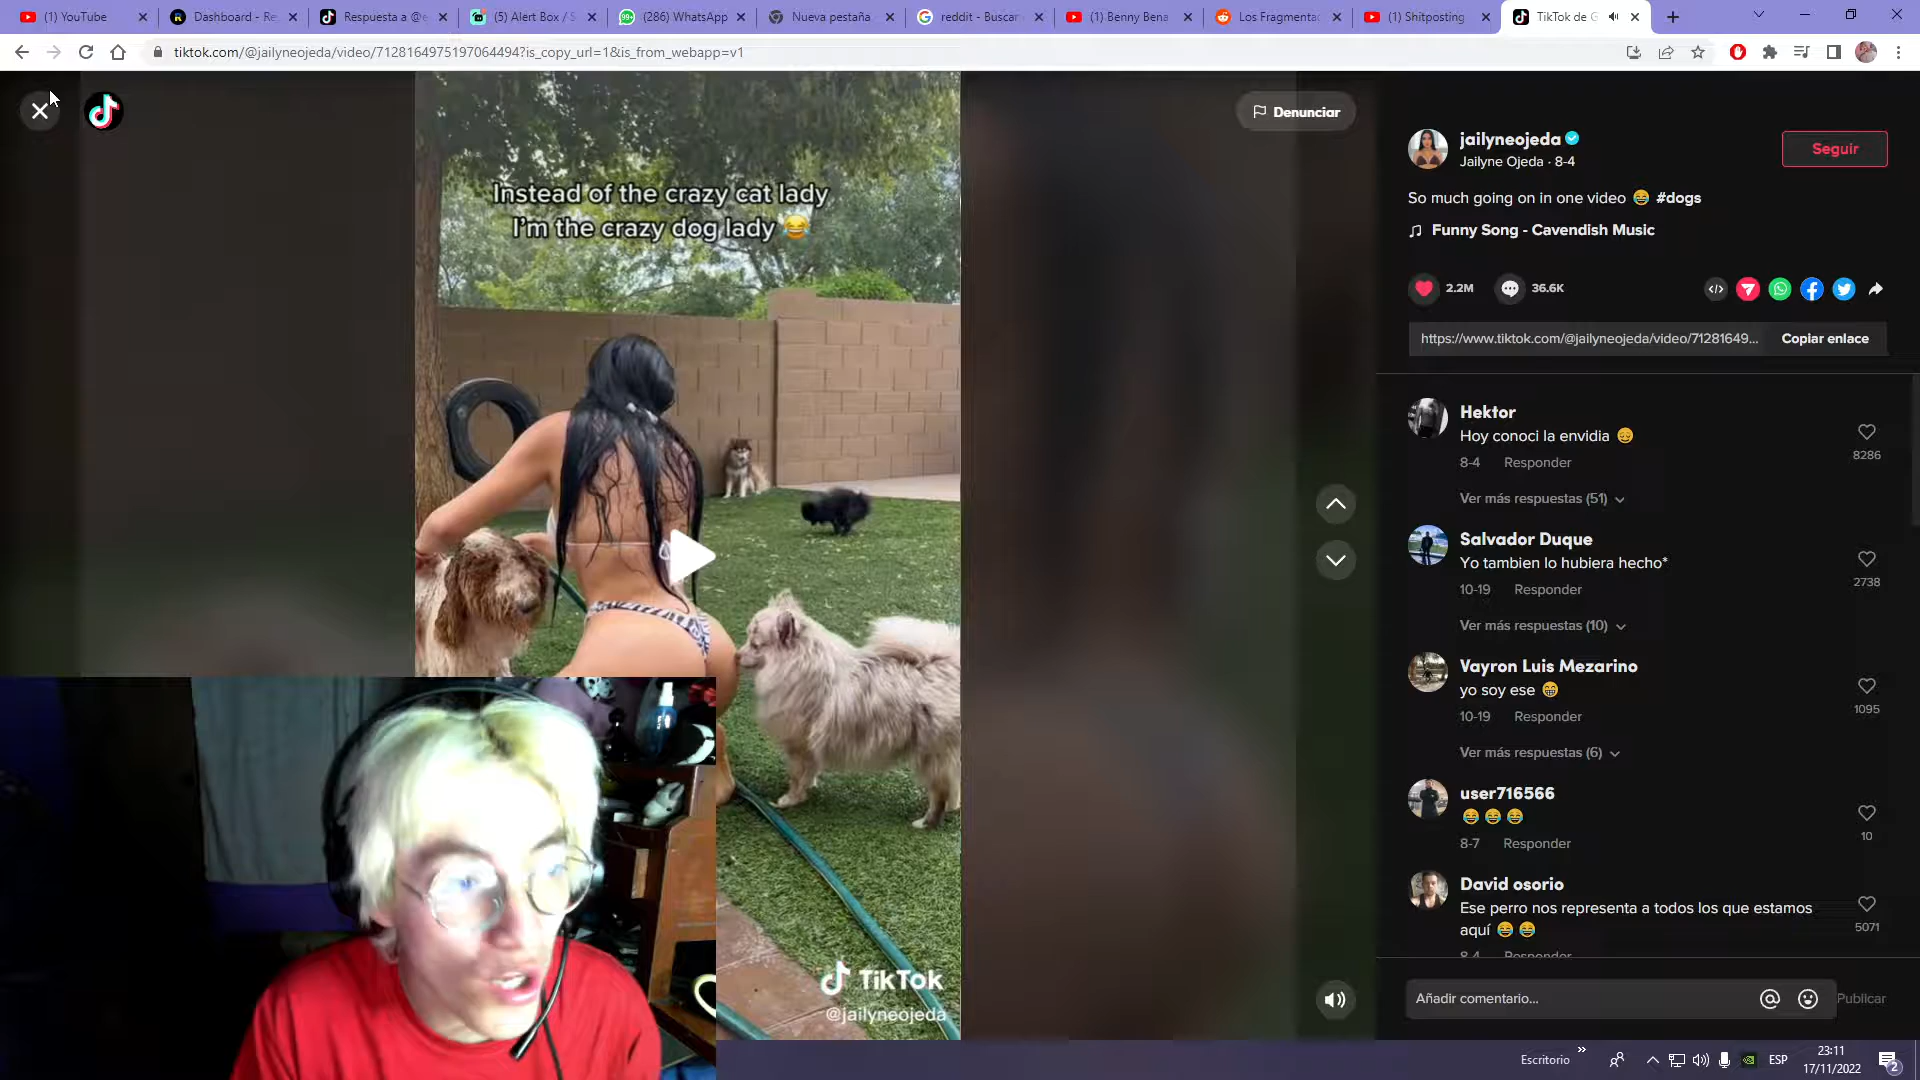 (1) YouTube
Dashboard - Re
Respuesta a @e
(5) Alert Box / S
(286) WhatsApp
Nueva pestaña
reddit - Buscar
(1) Benny Bena
Los Fragmenta
(1) Shitposting
TikTok de G
tiktok.com/@jailyneojeda/video/7128164975197064494?is_copy_url=1&is_from_webapp=v1
Denunciar
Instead of the crazy cat lady
I'm the crazy dog lady 😂
TikTok
@jailyneojeda
jailyneojeda
Jailyne Ojeda · 8-4
Seguir
So much going on in one video 😂 #dogs
Funny Song - Cavendish Music
2.2M
36.6K
https://www.tiktok.com/@jailyneojeda/video/71281649...
Copiar enlace
Hektor
Hoy conoci la envidia 😔
8-4 Responder
8286
Ver más respuestas (51)
Salvador Duque
Yo tambien lo hubiera hecho*
10-19 Responder
2738
Ver más respuestas (10)
Vayron Luis Mezarino
yo soy ese 😁
10-19 Responder
1095
Ver más respuestas (6)
user716566
😂 😂 😂
8-7 Responder
10
David osorio
Ese perro nos representa a todos los que estamos
aquí 😂 😂
5071
8-4 Responder
Añadir comentario...
Publicar
Escritorio
ESP
23:11
17/11/2022
2